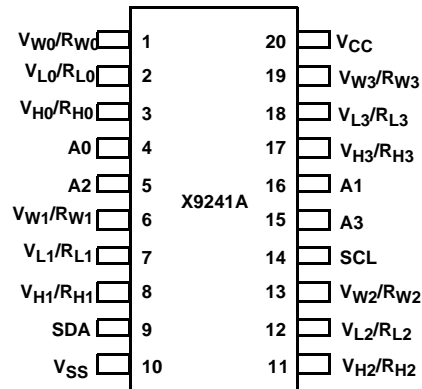 VW0/RW0 1 20 VCC
VL0/RL0 2 19 VW3/RW3
VH0/RH0 3 18 VL3/RL3
A0 4 17 VH3/RH3
A2 5 16 A1
X9241A
VW1/RW1 6 15 A3
VL1/RL1 7 14 SCL
VH1/RH1 8 13 VW2/RW2
SDA 9 12 VL2/RL2
VSS 10 11 VH2/RH2